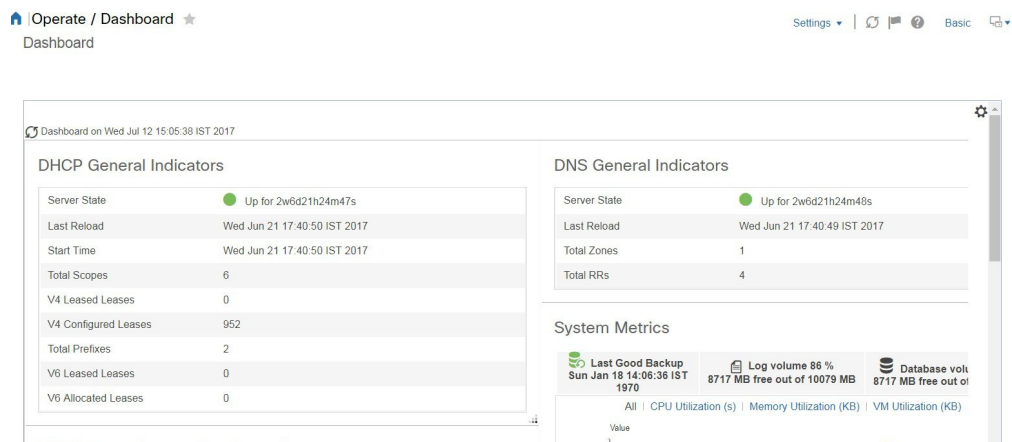 Operate / Dashboard
Settings
Basic
Dashboard
Dashboard on Wed Jul 12 15:05:38 IST 2017
DHCP General Indicators
Server State Up for 2w6d21h24m47s
Last Reload Wed Jun 21 17:40:50 IST 2017
Start Time Wed Jun 21 17:40:50 IST 2017
Total Scopes 6
V4 Leased Leases 0
V4 Configured Leases 952
Total Prefixes 2
V6 Leased Leases 0
V6 Allocated Leases 0
DNS General Indicators
Server State Up for 2w6d21h24m48s
Last Reload Wed Jun 21 17:40:49 IST 2017
Total Zones 1
Total RRs 4
System Metrics
Last Good Backup
Sun Jan 18 14:06:36 IST
1970
Log volume 86 %
8717 MB free out of 10079 MB
Database volu
8717 MB free out of
All | CPU Utilization (s) | Memory Utilization (KB) | VM Utilization (KB)
Value